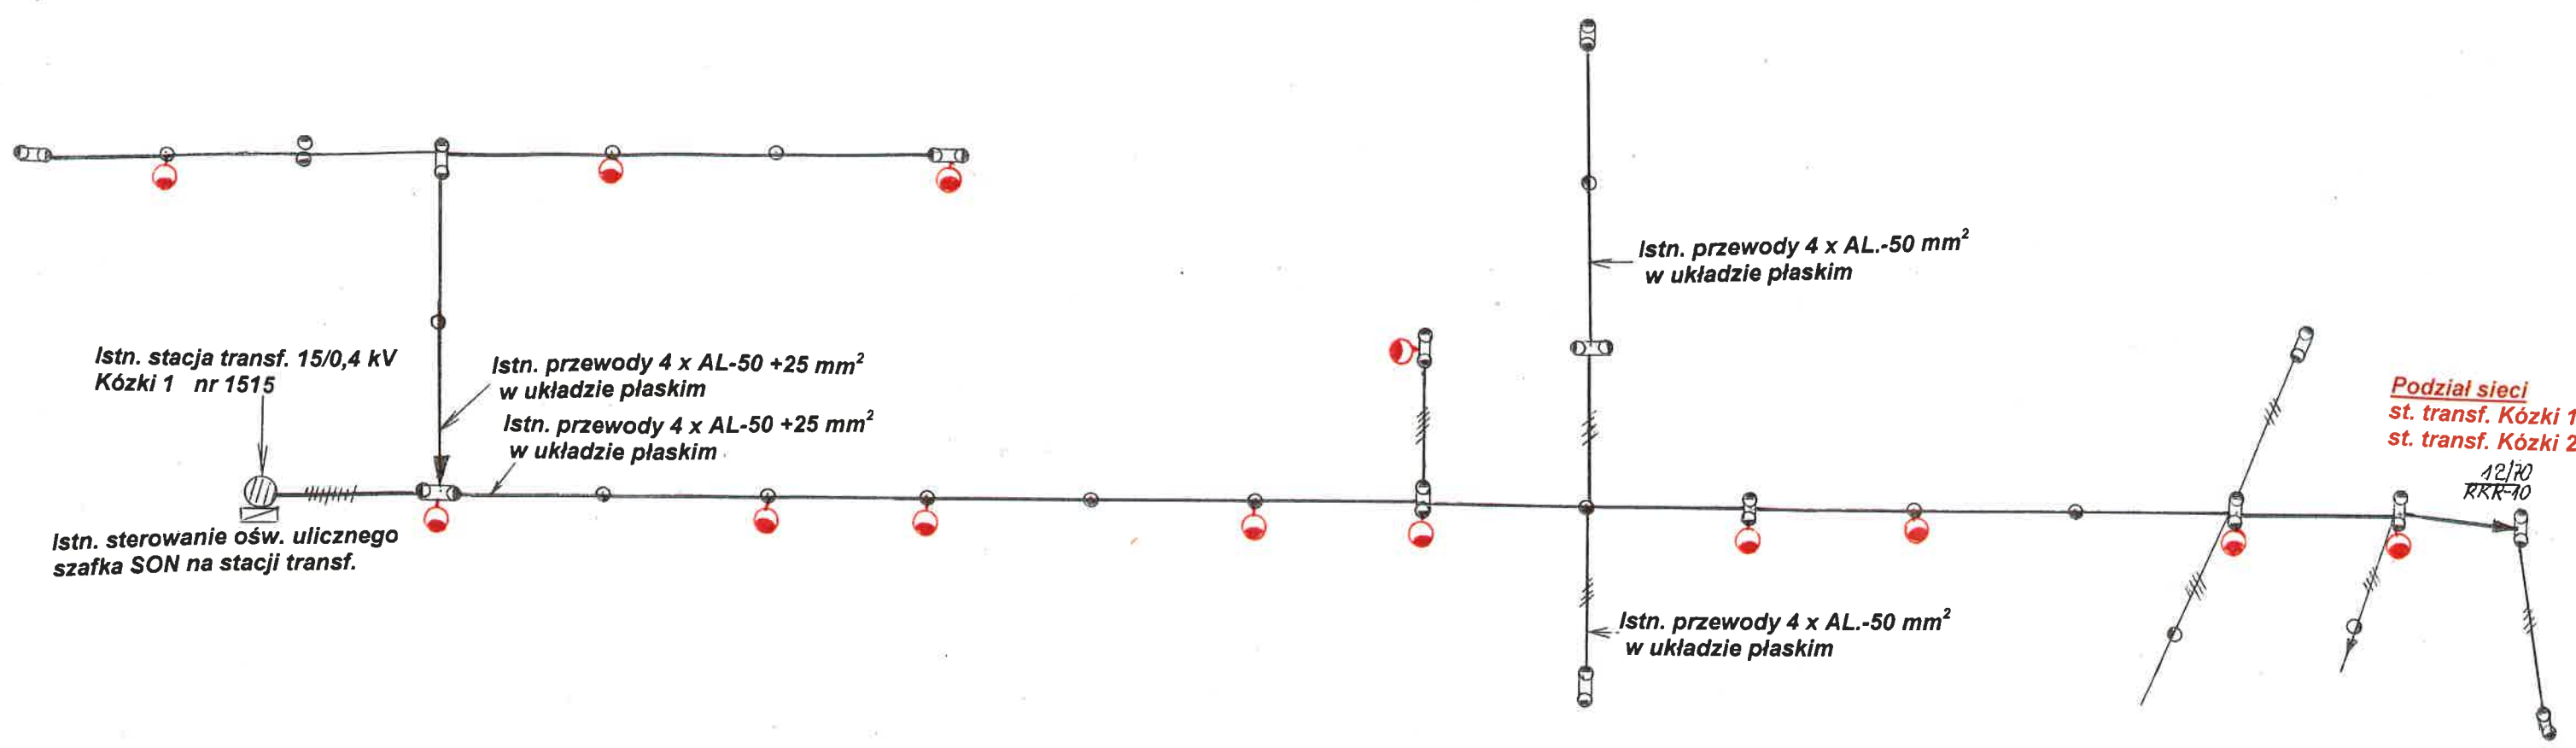 Istn. przewody 4 x AL.-50 mm²
w układzie płaskim
Istn. stacja transf. 15/0,4 kV
Kózki 1 nr 1515
Istn. przewody 4 x AL-50 +25 mm²
w układzie płaskim
Istn. przewody 4 x AL-50 +25 mm²
w układzie płaskim
Podział sieci
st. transf. Kózki 1
st. transf. Kózki 2
12/10
RKR-10
Istn. sterowanie ośw. ulicznego
szafka SON na stacji transf.
Istn. przewody 4 x AL.-50 mm²
w układzie płaskim